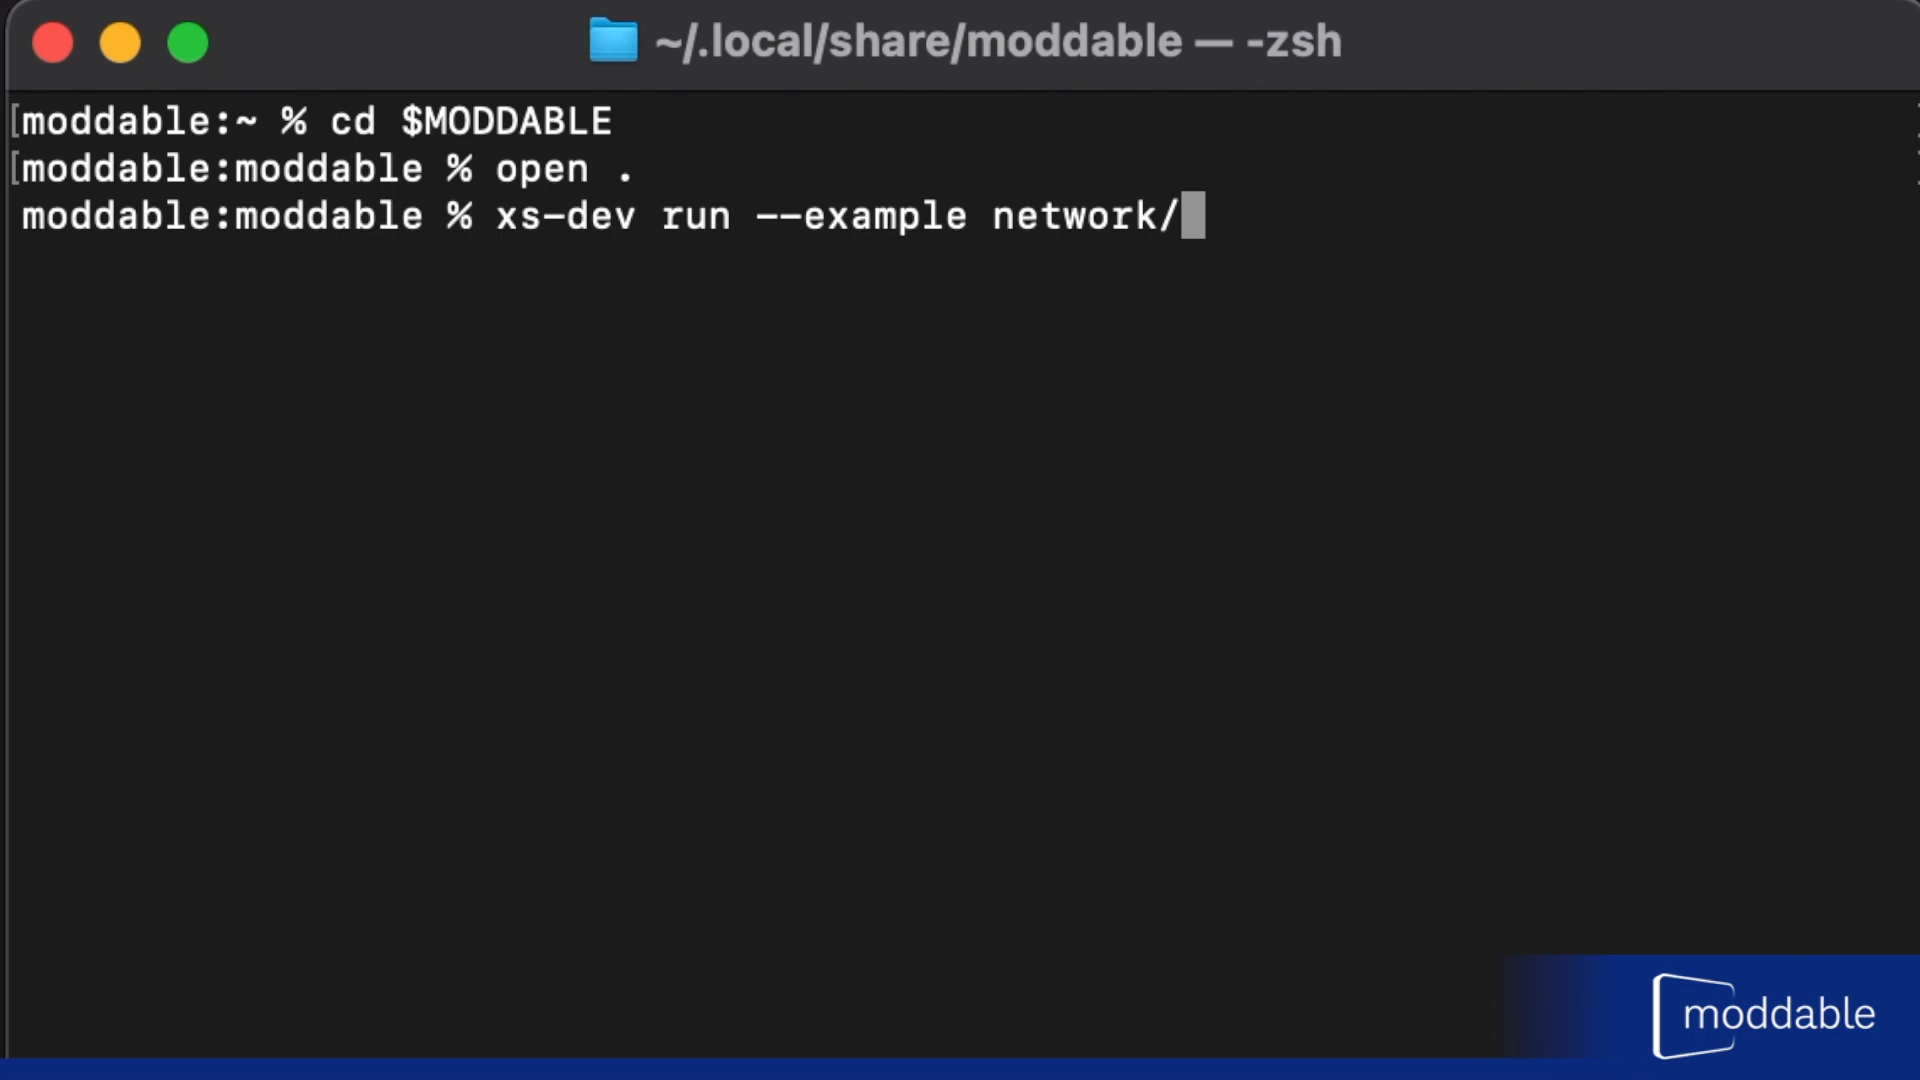 ~/.local/share/moddable — -zsh
[moddable:~ % cd $MODDABLE
[moddable:moddable % open .
moddable:moddable % xs-dev run --example network/
moddable